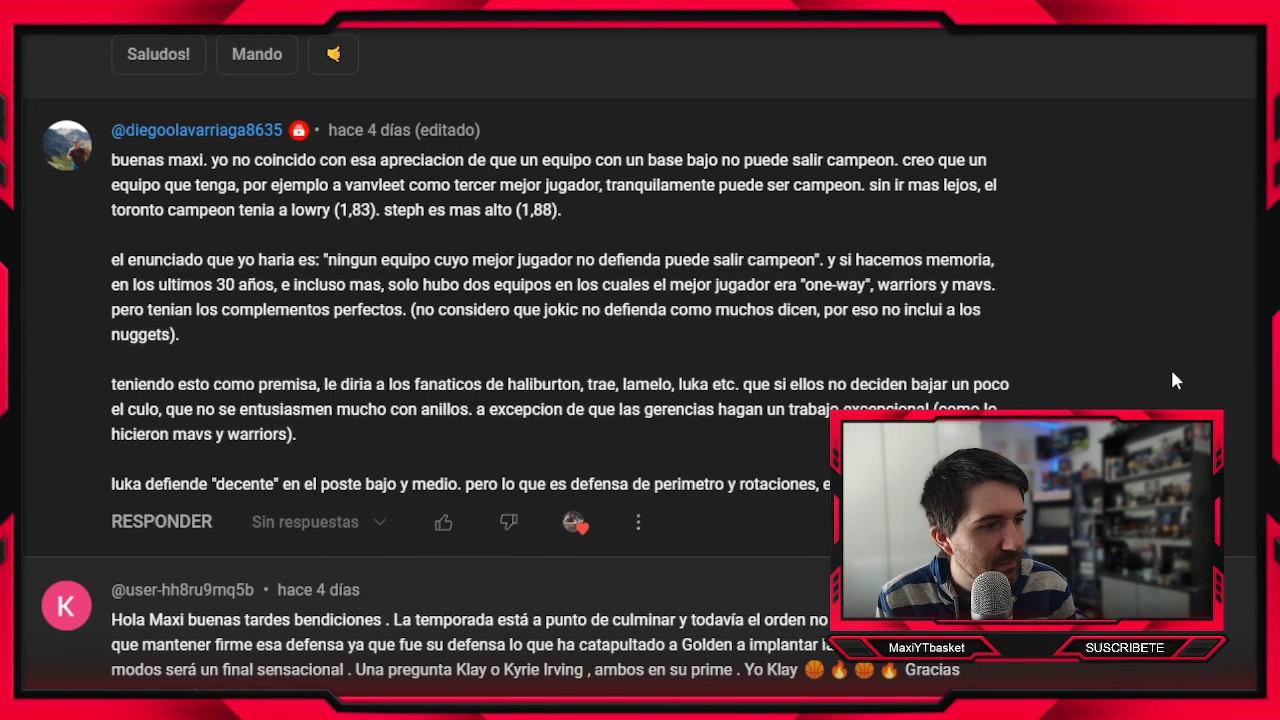 Saludos!
Mando
@diegoolavarriaga8635 • hace 4 días (editado)
buenas maxi. yo no coincido con esa apreciacion de que un equipo con un base bajo no puede salir campeon. creo que un
equipo que tenga, por ejemplo a vanvleet como tercer mejor jugador, tranquilamente puede ser campeon. sin ir mas lejos, el
toronto campeon tenia a lowry (1,83). steph es mas alto (1,88).
el enunciado que yo haria es: "ningun equipo cuyo mejor jugador no defienda puede salir campeon". y si hacemos memoria,
en los ultimos 30 años, e incluso mas, solo hubo dos equipos en los cuales el mejor jugador era "one-way", warriors y mavs.
pero tenian los complementos perfectos. (no considero que jokic no defienda como muchos dicen, por eso no inclui a los
nuggets).
teniendo esto como premisa, le diria a los fanaticos de haliburton, trae, lamelo, luka etc. que si ellos no deciden bajar un poco
el culo, que no se entusiasmen mucho con anillos. a excepcion de que las gerencias hagan un trabajo excepcional (como lo
hicieron mavs y warriors).
luka defiende "decente" en el poste bajo y medio. pero lo que es defensa de perimetro y rotaciones,
RESPONDER
Sin respuestas
K
@user-hh8ru9mq5b • hace 4 días
Hola Maxi buenas tardes bendiciones . La temporada está a punto de culminar y todavía el orden no
que mantener firme esa defensa ya que fue su defensa lo que ha catapultado a Golden a implantar
modos será un final sensacional . Una pregunta Klay o Kyrie Irving , ambos en su prime . Yo Klay 🏀 🔥 🏀 🔥 Gracias
MaxiYTbasket
SUSCRIBETE